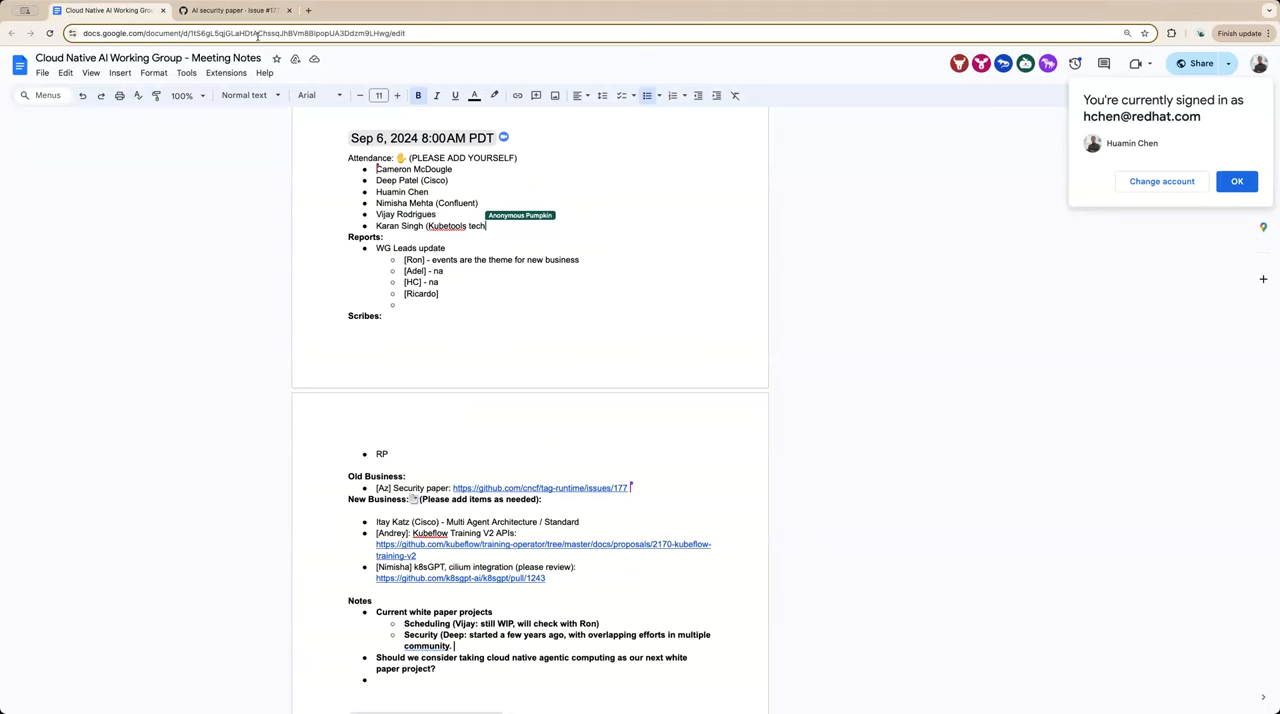 Cloud Native AI Working Grou
AI security paper · Issue #17
docs.google.com/document/d/1tS6gL5qjGLaHDtAChssqJhBVm8BlpopUA3Ddzm9LHwg/edit
Finish update
Cloud Native AI Working Group - Meeting Notes
File Edit View Insert Format Tools Extensions Help
Share
Menus
100%
Normal text
Arial
11
B I U A
You're currently signed in as
hchen@redhat.com
Huamin Chen
Change account
OK
Sep 6, 2024 8:00 AM PDT
Attendance: ✋ (PLEASE ADD YOURSELF)
● Cameron McDougle
● Deep Patel (Cisco)
● Huamin Chen
● Nimisha Mehta (Confluent)
● Vijay Rodrigues
Anonymous Pumpkin
● Karan Singh (Kubetools tech
Reports:
● WG Leads update
○ [Ron] - events are the theme for new business
○ [Adel] - na
○ [HC] - na
○ [Ricardo]
○
Scribes:
● RP
Old Business:
● [Az] Security paper: https://github.com/cncf/tag-runtime/issues/177
New Business: (Please add items as needed):
● Itay Katz (Cisco) - Multi Agent Architecture / Standard
● [Andrey]: Kubeflow Training V2 APIs:
https://github.com/kubeflow/training-operator/tree/master/docs/proposals/2170-kubeflow-
training-v2
● [Nimisha] k8sGPT, cilium integration (please review):
https://github.com/k8sgpt-ai/k8sgpt/pull/1243
Notes
● Current white paper projects
○ Scheduling (Vijay: still WIP, will check with Ron)
○ Security (Deep: started a few years ago, with overlapping efforts in multiple
community.
● Should we consider taking cloud native agentic computing as our next white
paper project?
●